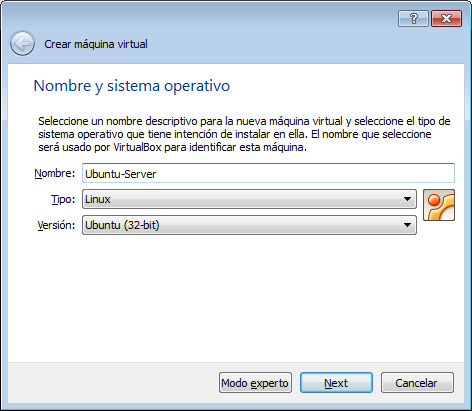 Crear máquina virtual
Nombre y sistema operativo
Seleccione un nombre descriptivo para la nueva máquina virtual y seleccione el tipo de
sistema operativo que tiene intención de instalar en ella. El nombre que seleccione
será usado por VirtualBox para identificar esta máquina.
Nombre: Ubuntu-Server
Tipo: Linux
Versión: Ubuntu (32-bit)
Modo experto Next Cancelar